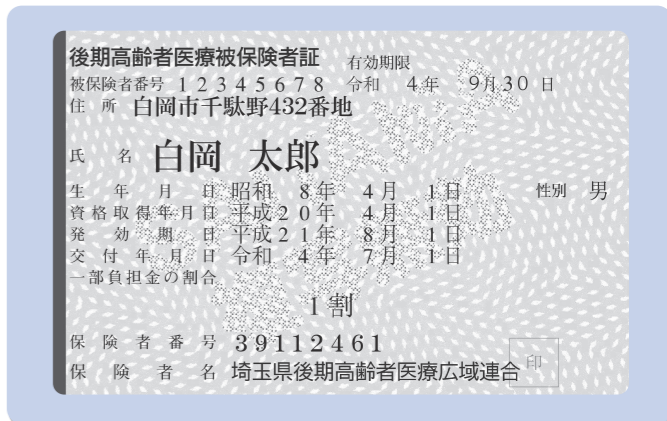 後期高齢者医療被保険者証 有効期限
被保険者番号 12345678 令和 4年 9月30日
住所 白岡市千駄野432番地
氏名 白岡 太郎
生年月日 昭和 8年 4月 1日 性別 男
資格取得年月日 平成20年 4月 1日
発効期日 平成21年 8月 1日
交付年月日 令和 4年 7月 1日
一部負担金の割合
1割
保険者番号 39112461
保険者名 埼玉県後期高齢者医療広域連合 印